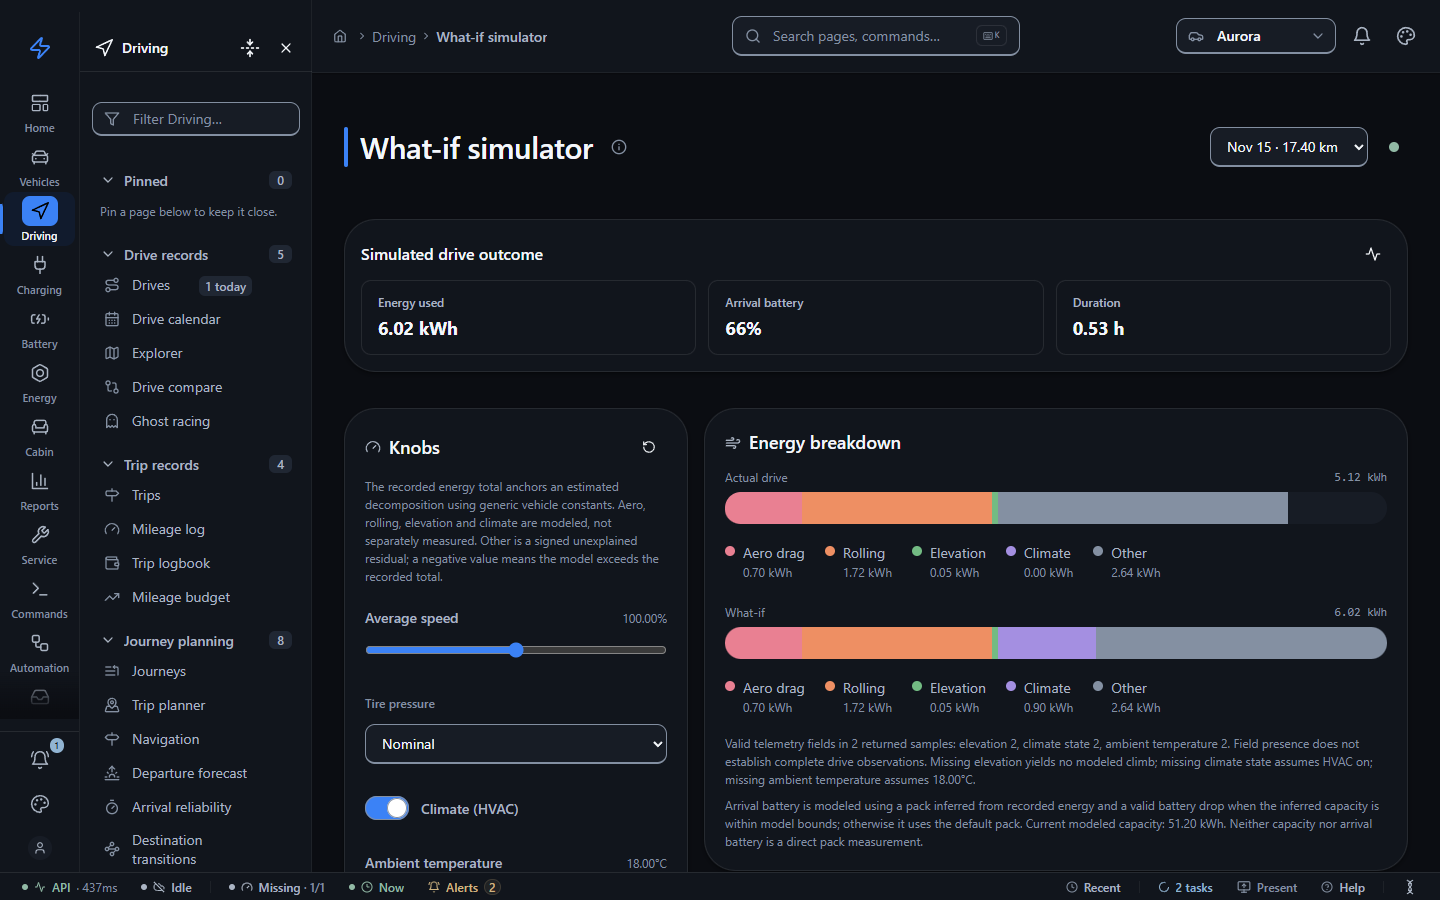 Driving
Driving
What-if simulator
Search pages, commands...
K
Aurora
Home
Vehicles
Driving
Charging
Battery
Energy
Cabin
Reports
Service
Commands
Automation
1
Filter Driving...
Pinned
0
Pin a page below to keep it close.
Drive records
5
Drives
1 today
Drive calendar
Explorer
Drive compare
Ghost racing
Trip records
4
Trips
Mileage log
Trip logbook
Mileage budget
Journey planning
8
Journeys
Trip planner
Navigation
Departure forecast
Arrival reliability
Destination
transitions
What-if simulator
Nov 15 · 17.40 km
Simulated drive outcome
Energy used
6.02 kWh
Arrival battery
66%
Duration
0.53 h
Knobs
The recorded energy total anchors an estimated
decomposition using generic vehicle constants. Aero,
rolling, elevation and climate are modeled, not
separately measured. Other is a signed unexplained
residual; a negative value means the model exceeds the
recorded total.
Average speed
100.00%
Tire pressure
Nominal
Climate (HVAC)
Ambient temperature
18.00°C
Energy breakdown
Actual drive
5.12 kWh
Aero drag
0.70 kWh
Rolling
1.72 kWh
Elevation
0.05 kWh
Climate
0.00 kWh
Other
2.64 kWh
What-if
6.02 kWh
Aero drag
0.70 kWh
Rolling
1.72 kWh
Elevation
0.05 kWh
Climate
0.90 kWh
Other
2.64 kWh
Valid telemetry fields in 2 returned samples: elevation 2, climate state 2, ambient temperature 2. Field presence does not
establish complete drive observations. Missing elevation yields no modeled climb; missing climate state assumes HVAC on;
missing ambient temperature assumes 18.00°C.
Arrival battery is modeled using a pack inferred from recorded energy and a valid battery drop when the inferred capacity is
within model bounds; otherwise it uses the default pack. Current modeled capacity: 51.20 kWh. Neither capacity nor arrival
battery is a direct pack measurement.
API · 437ms
Idle
Missing · 1/1
Now
Alerts 2
Recent
2 tasks
Present
Help